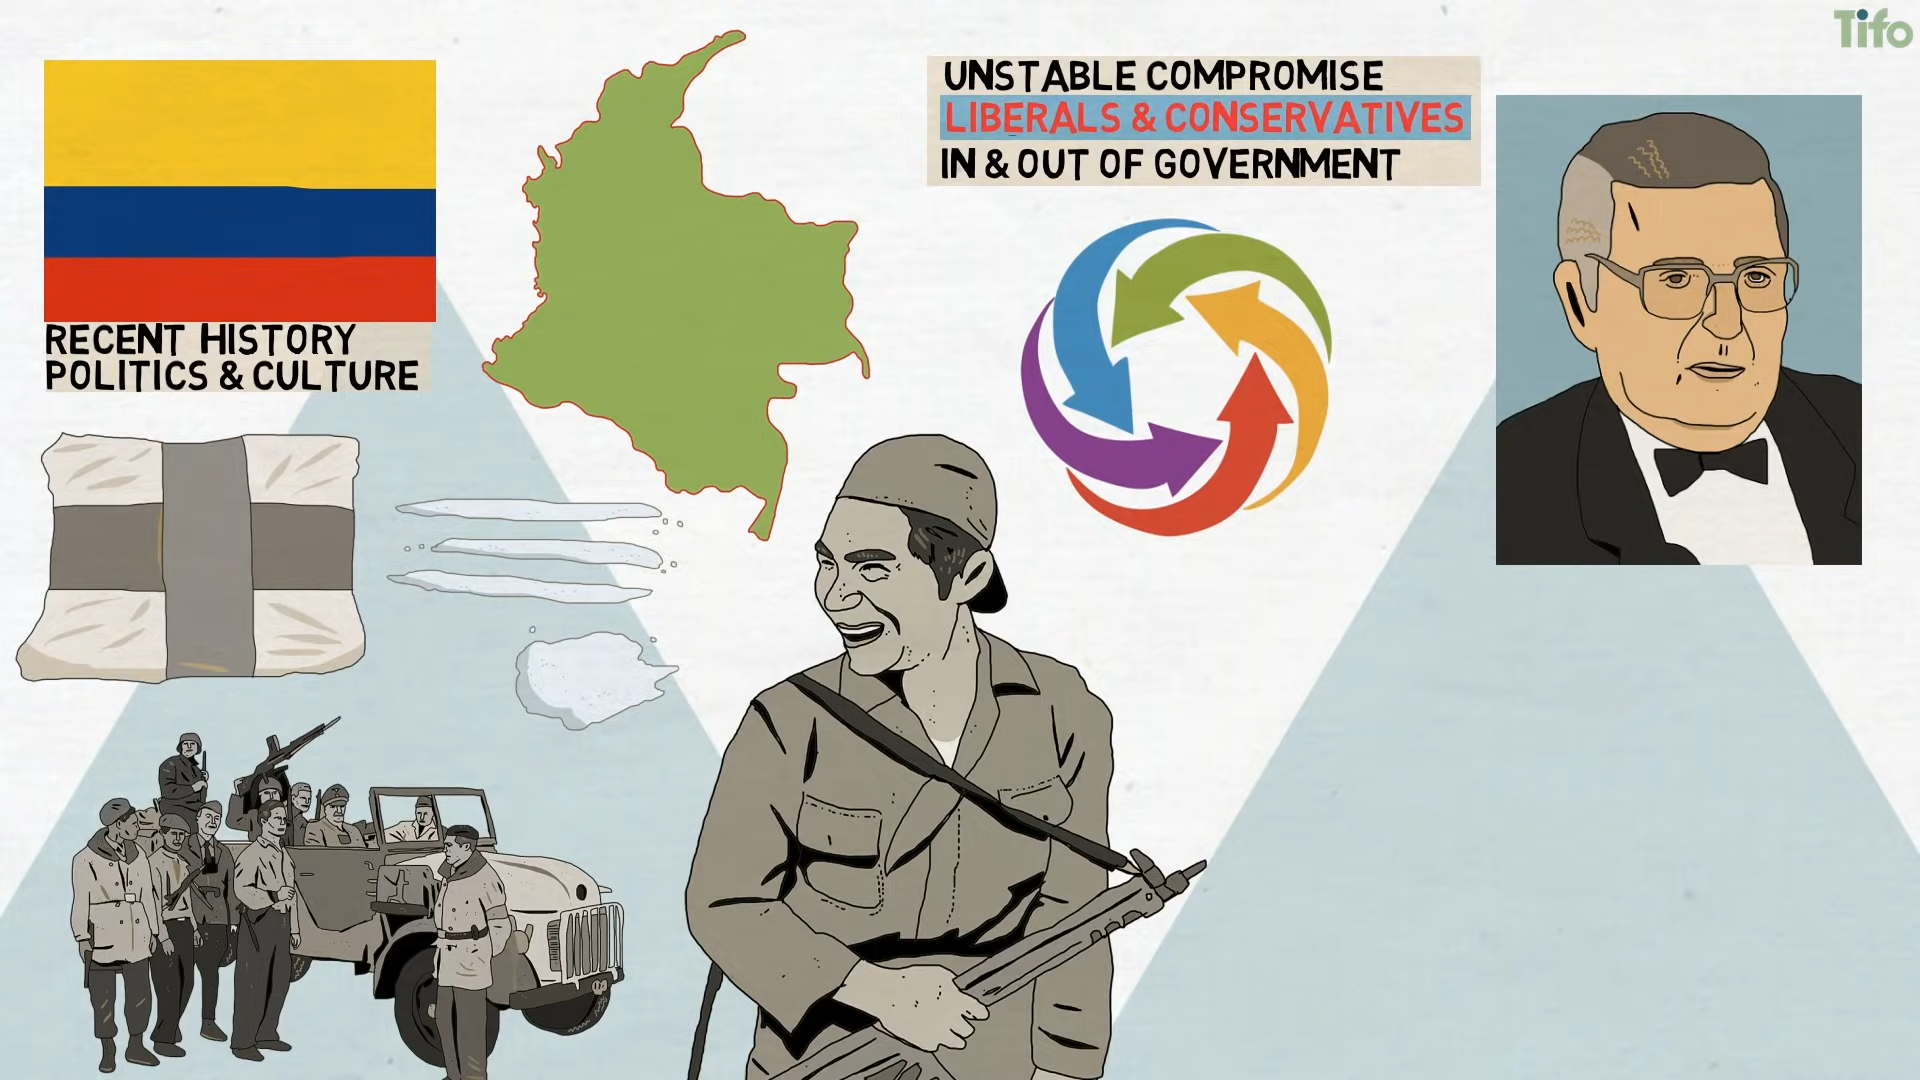 Tifo
UNSTABLE COMPROMISE
LIBERALS & CONSERVATIVES
IN & OUT OF GOVERNMENT
RECENT HISTORY
POLITICS & CULTURE